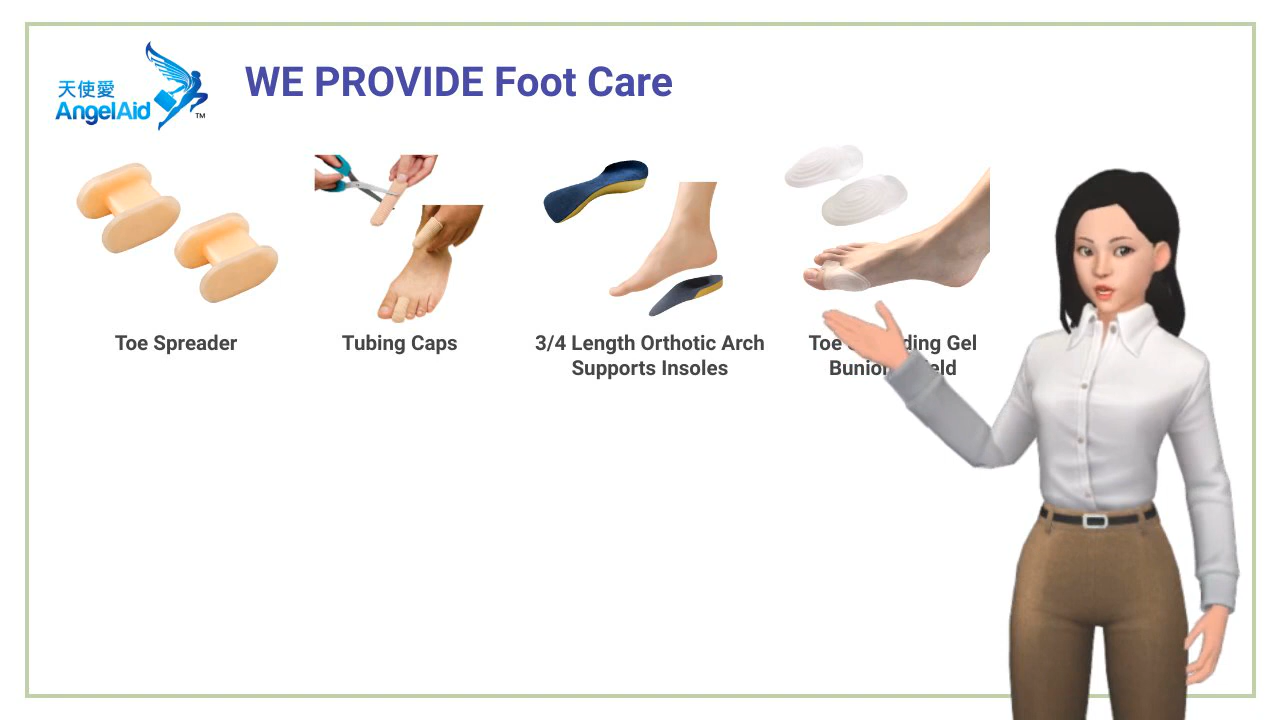 天使愛
AngelAid
TM
WE PROVIDE Foot Care
Toe Spreader
Tubing Caps
3/4 Length Orthotic Arch
Supports Insoles
Toe ding Gel
Bunion eld